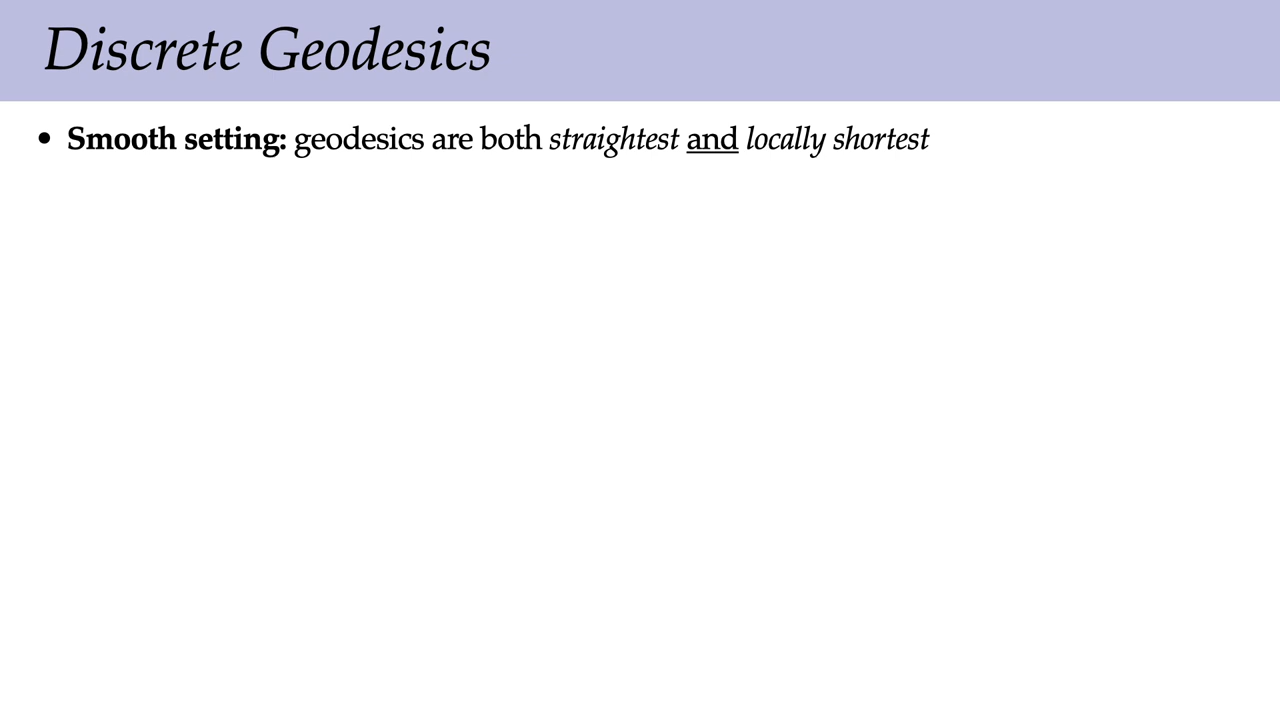 Discrete Geodesics
• Smooth setting: geodesics are both straightest and locally shortest